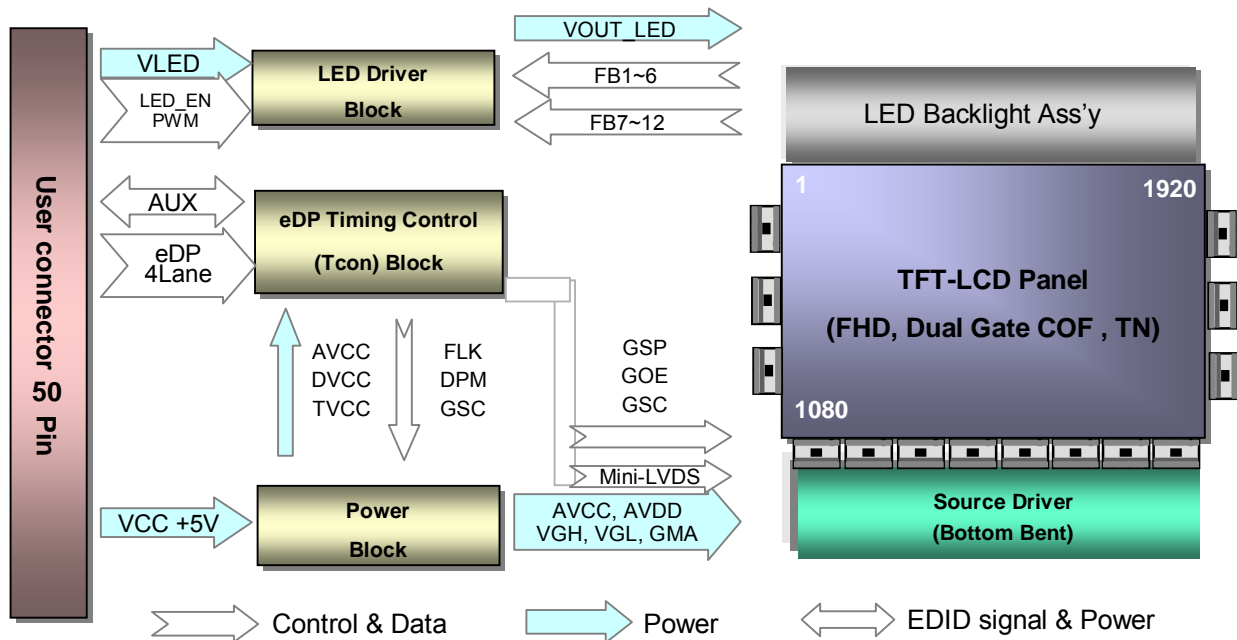 User connector 50 Pin
VLED
LED_EN
PWM
LED Driver
Block
VOUT_LED
FB1~6
FB7~12
LED Backlight Ass’y
AUX
eDP
4Lane
eDP Timing Control
(Tcon) Block
1
1920
TFT-LCD Panel
(FHD, Dual Gate COF , TN)
1080
AVCC
DVCC
TVCC
FLK
DPM
GSC
GSP
GOE
GSC
Mini-LVDS
VCC +5V
Power
Block
AVCC, AVDD
VGH, VGL, GMA
Source Driver
(Bottom Bent)
Control & Data
Power
EDID signal & Power